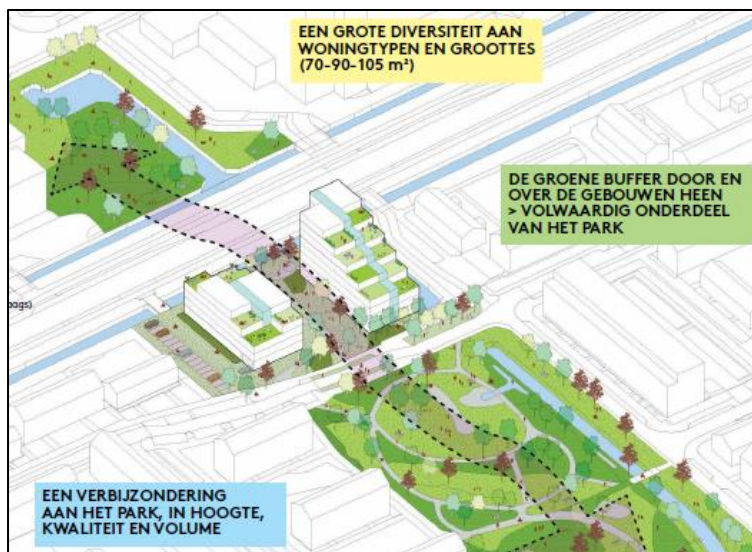 EEN GROTE DIVERSITEIT AAN
WONINGTYPEN EN GROOTTES
(70-90-105 m²)
DE GROENE BUFFER DOOR EN
OVER DE GEBOUWEN HEEN
> VOLWAARDIG ONDERDEEL
VAN HET PARK
EEN VERBIJZONDERING
AAN HET PARK, IN HOOGTE,
KWALITEIT EN VOLUME